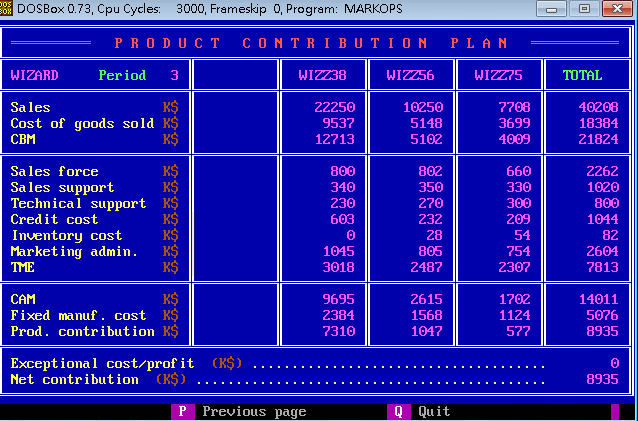 DOS BOX DOSBox 0.73, Cpu Cycles: 3000, Frameskip 0, Program: MARKOPS
PRODUCT CONTRIBUTION PLAN
WIZARD Period 3 WIZZ38 WIZZ56 WIZZ75 TOTAL
Sales K$ 22250 10250 7708 40208
Cost of goods sold K$ 9537 5148 3699 18384
CBM K$ 12713 5102 4009 21824
Sales force K$ 800 802 660 2262
Sales support K$ 340 350 330 1020
Technical support K$ 230 270 300 800
Credit cost K$ 603 232 209 1044
Inventory cost K$ 0 28 54 82
Marketing admin. K$ 1045 805 754 2604
TME K$ 3018 2487 2307 7813
CAM K$ 9695 2615 1702 14011
Fixed manuf. cost K$ 2384 1568 1124 5076
Prod. contribution K$ 7310 1047 577 8935
Exceptional cost/profit (K$) ..................................... 0
Net contribution (K$) ............................................ 8935
P Previous page Q Quit